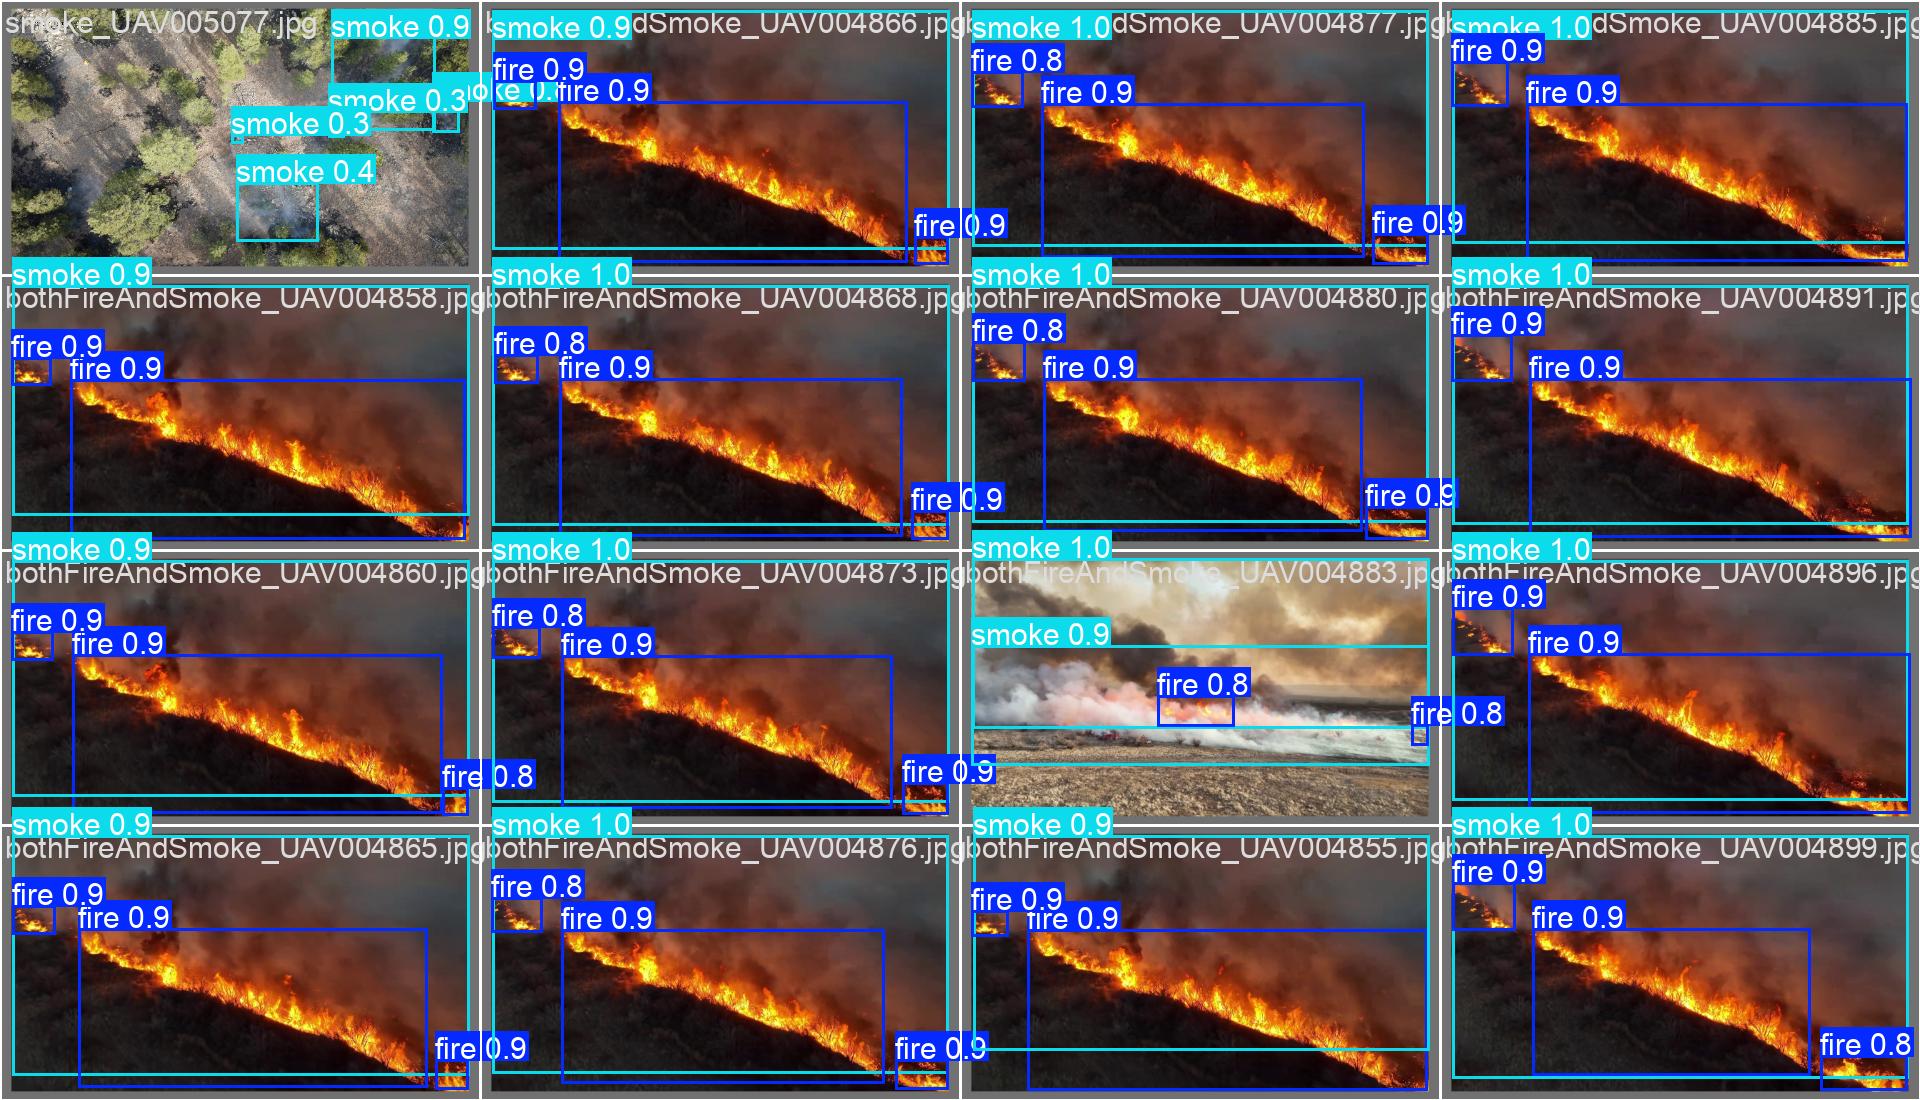 smoke_UAV005077.jpg
smoke 0.9
smoke 0.3
smoke 0.3
smoke 0.4
smoke 0.9
dSmoke_UAV004866.jpg
fire 0.9
fire 0.9
fire 0.9
smoke 1.0
dSmoke_UAV004877.jpg
fire 0.8
fire 0.9
fire 0.9
smoke 1.0
dSmoke_UAV004885.jpg
fire 0.9
fire 0.9
smoke 0.9
bothFireAndSmoke_UAV004858.jpg
fire 0.9
fire 0.9
smoke 1.0
bothFireAndSmoke_UAV004868.jpg
fire 0.8
fire 0.9
fire 0.9
smoke 1.0
bothFireAndSmoke_UAV004880.jpg
fire 0.8
fire 0.9
fire 0.9
smoke 1.0
bothFireAndSmoke_UAV004891.jpg
fire 0.9
fire 0.9
smoke 0.9
bothFireAndSmoke_UAV004860.jpg
fire 0.9
fire 0.9
fire 0.8
smoke 1.0
bothFireAndSmoke_UAV004873.jpg
fire 0.8
fire 0.9
fire 0.9
smoke 1.0
bothFireAndSmoke_UAV004883.jpg
smoke 0.9
fire 0.8
fire 0.8
smoke 1.0
bothFireAndSmoke_UAV004896.jpg
fire 0.9
fire 0.9
smoke 0.9
bothFireAndSmoke_UAV004865.jpg
fire 0.9
fire 0.9
fire 0.9
smoke 1.0
bothFireAndSmoke_UAV004876.jpg
fire 0.8
fire 0.9
fire 0.9
smoke 0.9
bothFireAndSmoke_UAV004855.jpg
fire 0.9
fire 0.9
smoke 1.0
bothFireAndSmoke_UAV004899.jpg
fire 0.9
fire 0.9
fire 0.8